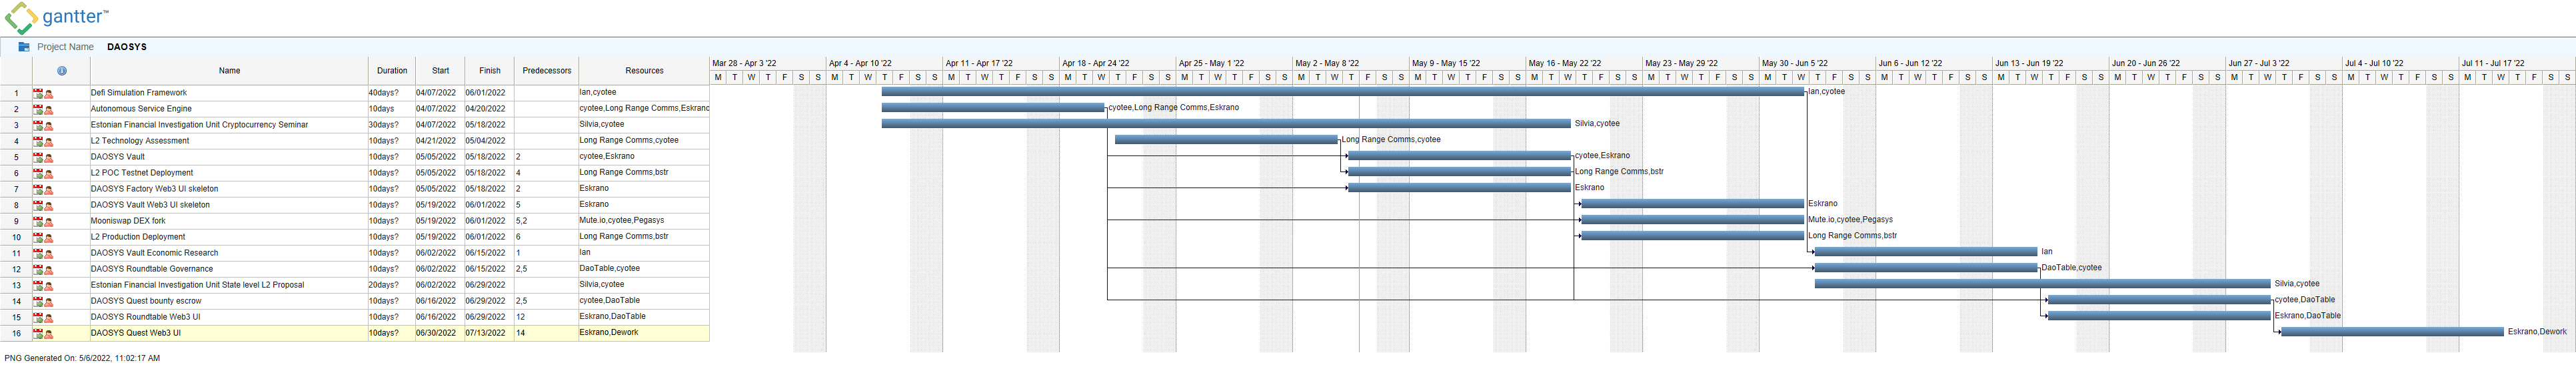 gantter™
Project Name DAOSYS
Name Duration Start Finish Predecessors Resources Mar 28 - Apr 3 '22 Apr 4 - Apr 10 '22 Apr 11 - Apr 17 '22 Apr 18 - Apr 24 '22 Apr 25 - May 1 '22 May 2 - May 8 '22 May 9 - May 15 '22 May 16 - May 22 '22 May 23 - May 29 '22 May 30 - Jun 5 '22 Jun 6 - Jun 12 '22 Jun 13 - Jun 19 '22 Jun 20 - Jun 26 '22 Jun 27 - Jul 3 '22 Jul 4 - Jul 10 '22 Jul 11 - Jul 17 '22
M T W T F S S M T W T F S S M T W T F S S M T W T F S S M T W T F S S M T W T F S S M T W T F S S M T W T F S S M T W T F S S M T W T F S S M T W T F S S M T W T F S S M T W T F S S M T W T F S S M T W T F S S M T W T F S S
1 Defi Simulation Framework 40days? 04/07/2022 06/01/2022 Ian,cyotee Ian,cyotee
2 Autonomous Service Engine 10days 04/07/2022 04/20/2022 cyotee,Long Range Comms,Eskranc cyotee,Long Range Comms,Eskrano
3 Estonian Financial Investigation Unit Cryptocurrency Seminar 30days? 04/07/2022 05/18/2022 Silvia,cyotee Silvia,cyotee
4 L2 Technology Assessment 10days? 04/21/2022 05/04/2022 Long Range Comms,cyotee Long Range Comms,cyotee
5 DAOSYS Vault 10days? 05/05/2022 05/18/2022 2 cyotee,Eskrano cyotee,Eskrano
6 L2 POC Testnet Deployment 10days? 05/05/2022 05/18/2022 4 Long Range Comms,bstr Long Range Comms,bstr
7 DAOSYS Factory Web3 UI skeleton 10days? 05/05/2022 05/18/2022 2 Eskrano Eskrano
8 DAOSYS Vault Web3 UI skeleton 10days? 05/19/2022 06/01/2022 5 Eskrano Eskrano
9 Mooniswap DEX fork 10days? 05/19/2022 06/01/2022 5,2 Mute.io,cyotee,Pegasys Mute.io,cyotee,Pegasys
10 L2 Production Deployment 10days? 05/19/2022 06/01/2022 6 Long Range Comms,bstr Long Range Comms,bstr
11 DAOSYS Vault Economic Research 10days? 06/02/2022 06/15/2022 1 Ian Ian
12 DAOSYS Roundtable Governance 10days? 06/02/2022 06/15/2022 2,5 DaoTable,cyotee DaoTable,cyotee
13 Estonian Financial Investigation Unit State level L2 Proposal 20days? 06/02/2022 06/29/2022 Silvia,cyotee Silvia,cyotee
14 DAOSYS Quest bounty escrow 10days? 06/16/2022 06/29/2022 2,5 cyotee,DaoTable cyotee,DaoTable
15 DAOSYS Roundtable Web3 UI 10days? 06/16/2022 06/29/2022 12 Eskrano,DaoTable Eskrano,DaoTable
16 DAOSYS Quest Web3 UI 10days? 06/30/2022 07/13/2022 14 Eskrano,Dework Eskrano,Dework
PNG Generated On: 5/6/2022, 11:02:17 AM